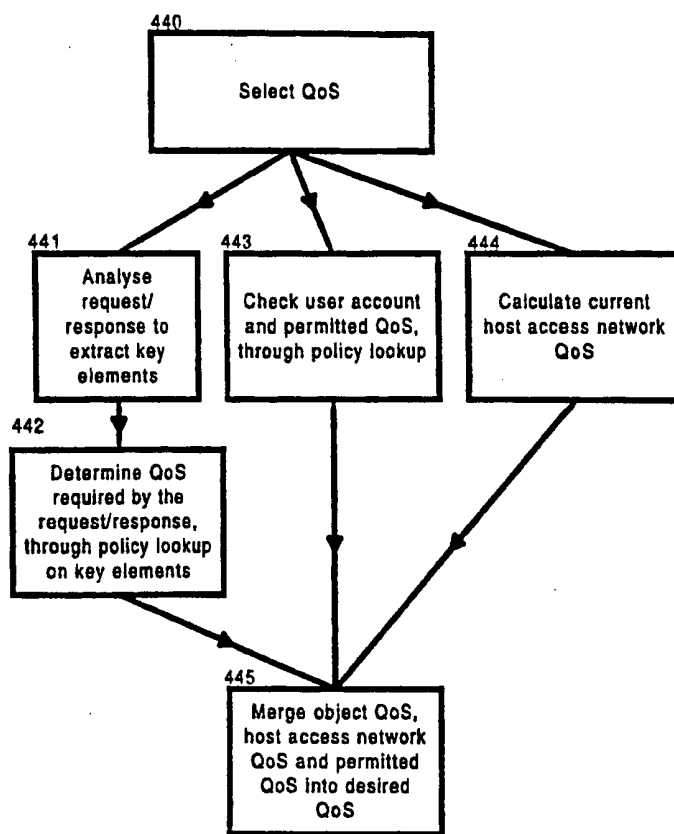 440
Select QoS
441
Analyse
request/
response to
extract key
elements
443
Check user account
and permitted QoS,
through policy lookup
444
Calculate current
host access network
QoS
442
Determine QoS
required by the
request/response,
through policy lookup
on key elements
445
Merge object QoS,
host access network
QoS and permitted
QoS into desired
QoS